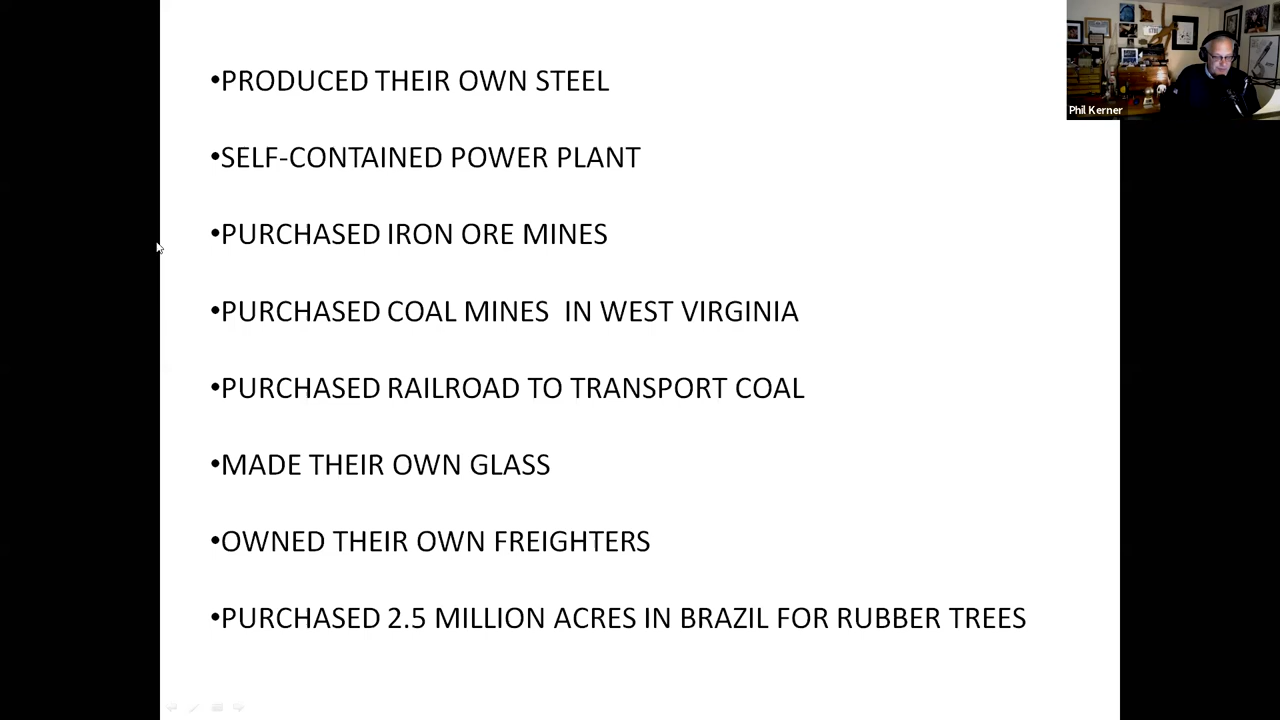 •PRODUCED THEIR OWN STEEL
Phil Kerner
•SELF-CONTAINED POWER PLANT
•PURCHASED IRON ORE MINES
•PURCHASED COAL MINES  IN WEST VIRGINIA
•PURCHASED RAILROAD TO TRANSPORT COAL
•MADE THEIR OWN GLASS
•OWNED THEIR OWN FREIGHTERS
•PURCHASED 2.5 MILLION ACRES IN BRAZIL FOR RUBBER TREES